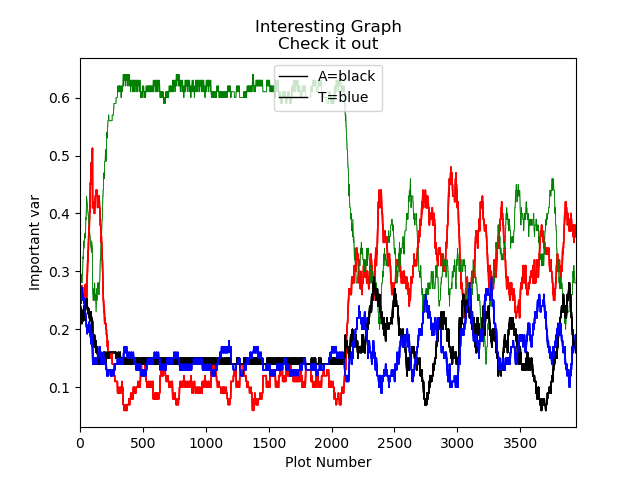 Interesting Graph
Check it out
A=black
T=blue
0.6
0.5
0.4
0.3
0.2
0.1
Important var
0 500 1000 1500 2000 2500 3000 3500
Plot Number